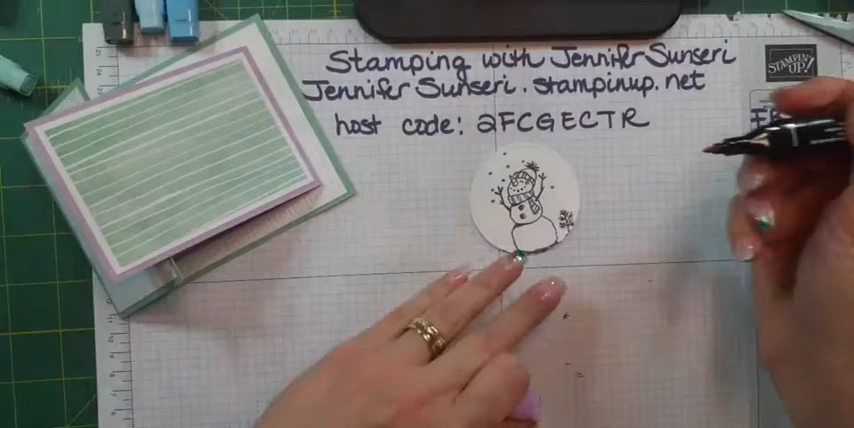 Stamping with Jennifer Sunseri
Jennifer Sunseri.stampinup.net
host code: 2FCGECTR
STAMPIN' UP!